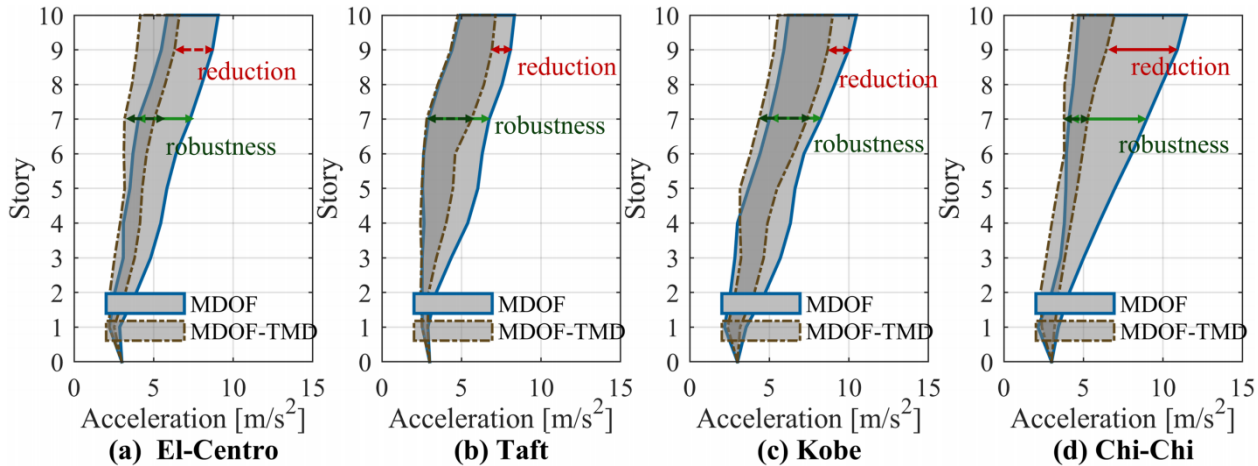 10
9
8
7
6
5
4
3
2
1
0
Story
reduction
robustness
MDOF
MDOF-TMD
0 5 10 15
Acceleration [m/s²]
(a) El-Centro
10
9
8
7
6
5
4
3
2
1
0
Story
reduction
robustness
MDOF
MDOF-TMD
0 5 10 15
Acceleration [m/s²]
(b) Taft
10
9
8
7
6
5
4
3
2
1
0
Story
reduction
robustness
MDOF
MDOF-TMD
0 5 10 15
Acceleration [m/s²]
(c) Kobe
10
9
8
7
6
5
4
3
2
1
0
Story
reduction
robustness
MDOF
MDOF-TMD
0 5 10 15
Acceleration [m/s²]
(d) Chi-Chi